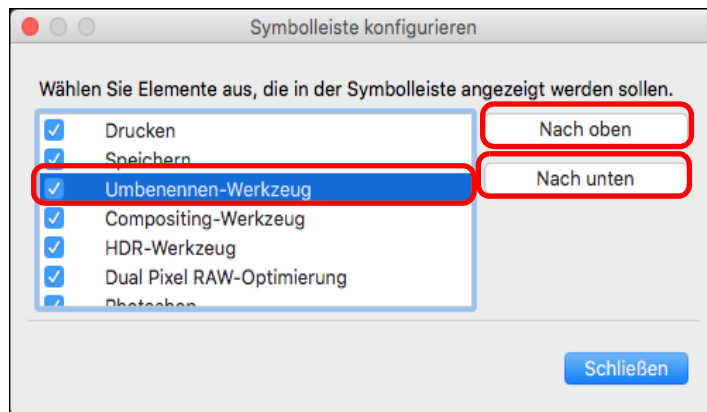 Symbolleiste konfigurieren
Wählen Sie Elemente aus, die in der Symbolleiste angezeigt werden sollen.
Drucken
Speichern
Umbenennen-Werkzeug
Compositing-Werkzeug
HDR-Werkzeug
Dual Pixel RAW-Optimierung
Photoshop
Nach oben
Nach unten
Schließen